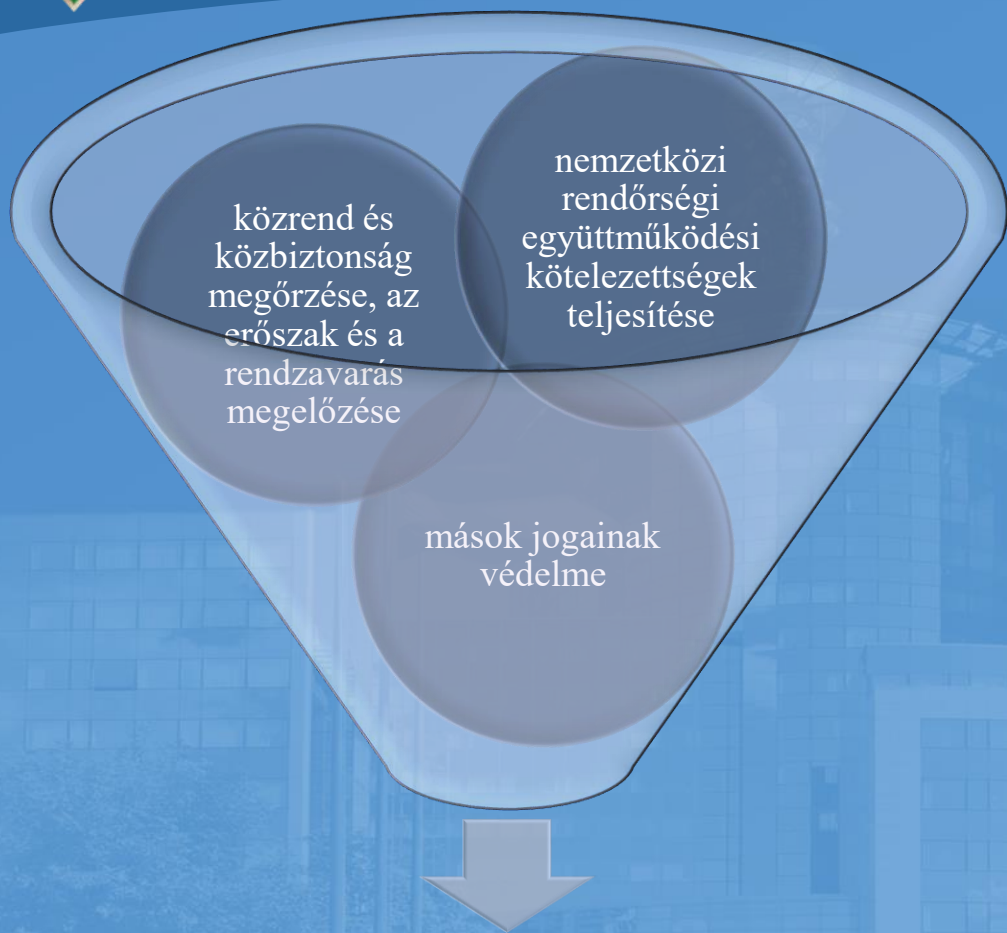 közrend és
közbiztonság
megőrzése, az
erőszak és a
rendzavarás
megelőzése
nemzetközi
rendőrségi
együttműködési
kötelezettségek
teljesítése
mások jogainak
védelme